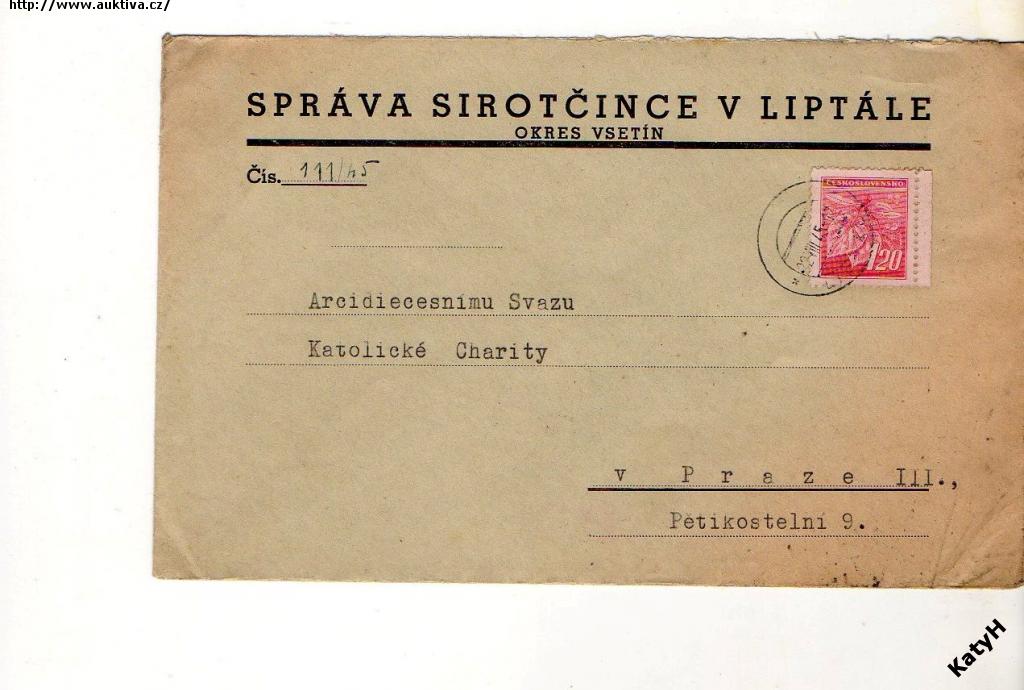 http://www.auktiva.cz/
SPRÁVA SIROTČINCE V LIPTÁLE
OKRES VSETÍN
Čís. 111/45
ČESKOSLOVENSKO
1.20
Arcidiecesnímu Svazu
Katolické Charity
v Praze III.,
Pětikostelní 9.
KatyH